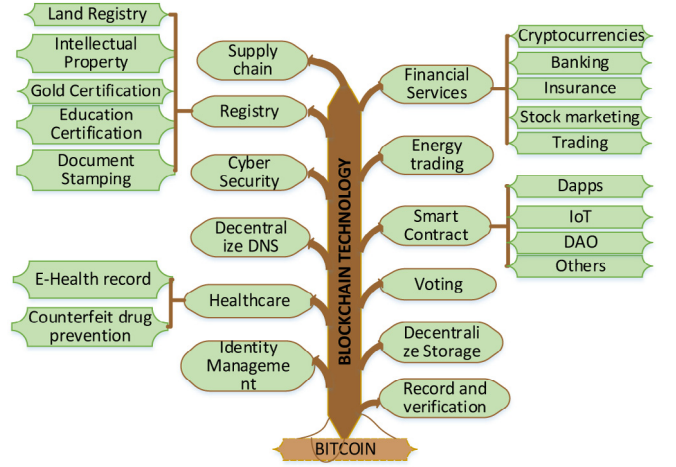 Land Registry
Intellectual
Property
Gold Certification
Education
Certification
Document
Stamping
E-Health record
Counterfeit drug
prevention
Supply
chain
Registry
Cyber
Security
Decentral
ize DNS
Healthcare
Identity
Manageme
nt
BLOCKCHAIN TECHNOLOGY
BITCOIN
Financial
Services
Energy
trading
Smart
Contract
Voting
Decentrali
ze Storage
Record and
verification
Cryptocurrencies
Banking
Insurance
Stock marketing
Trading
Dapps
IoT
DAO
Others